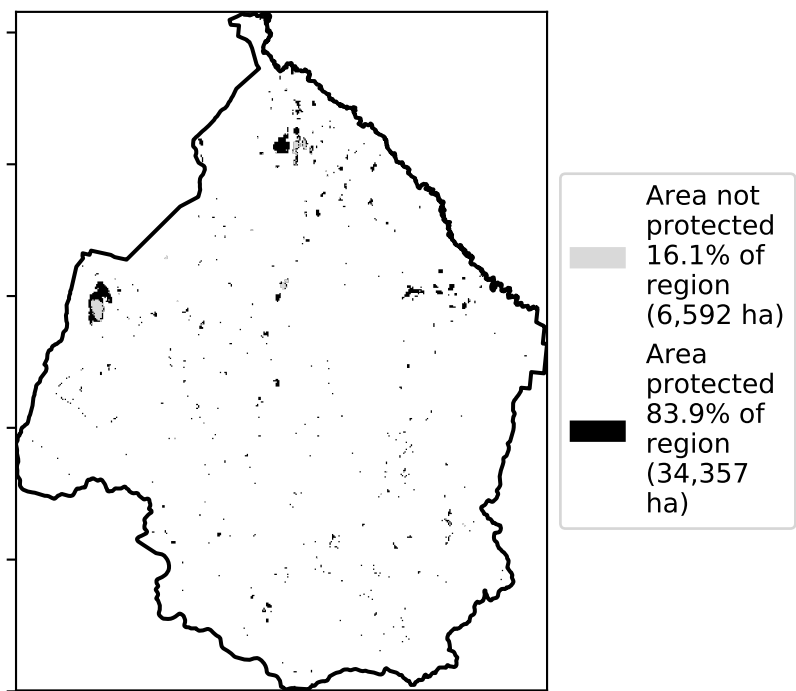 Area not
protected
16.1% of
region
(6,592 ha)
Area
protected
83.9% of
region
(34,357
ha)